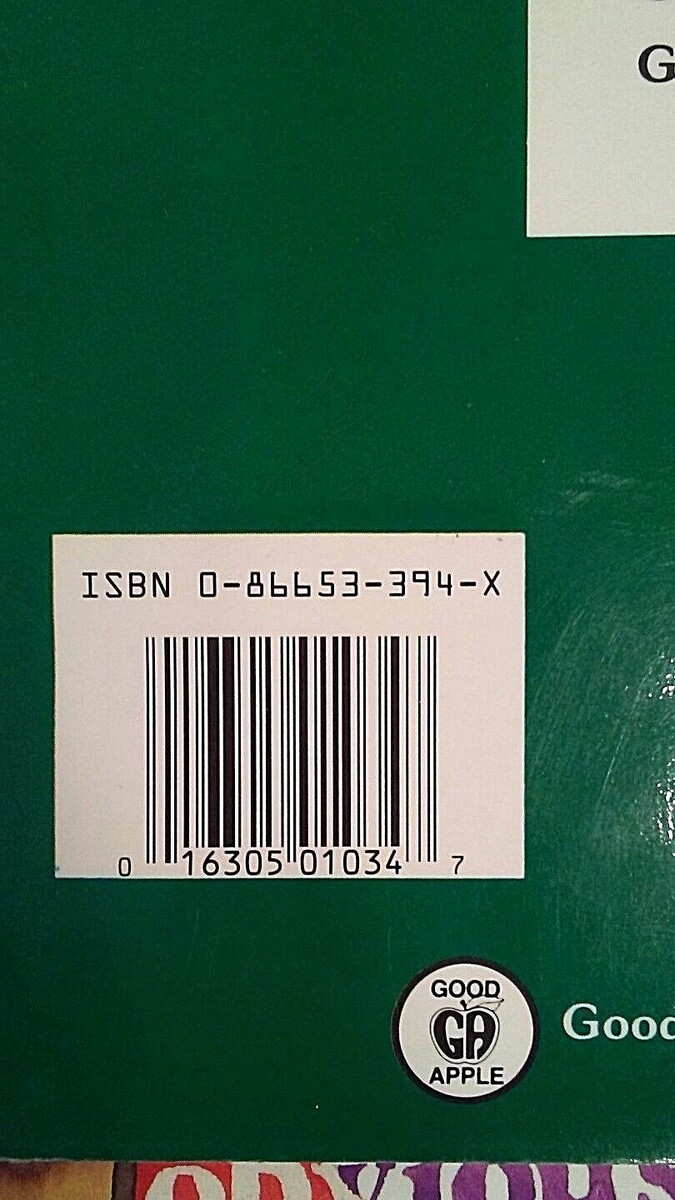 G
ISBN 0-86653-394-X
0 16305 01034 7
GOOD
GA
APPLE
Good